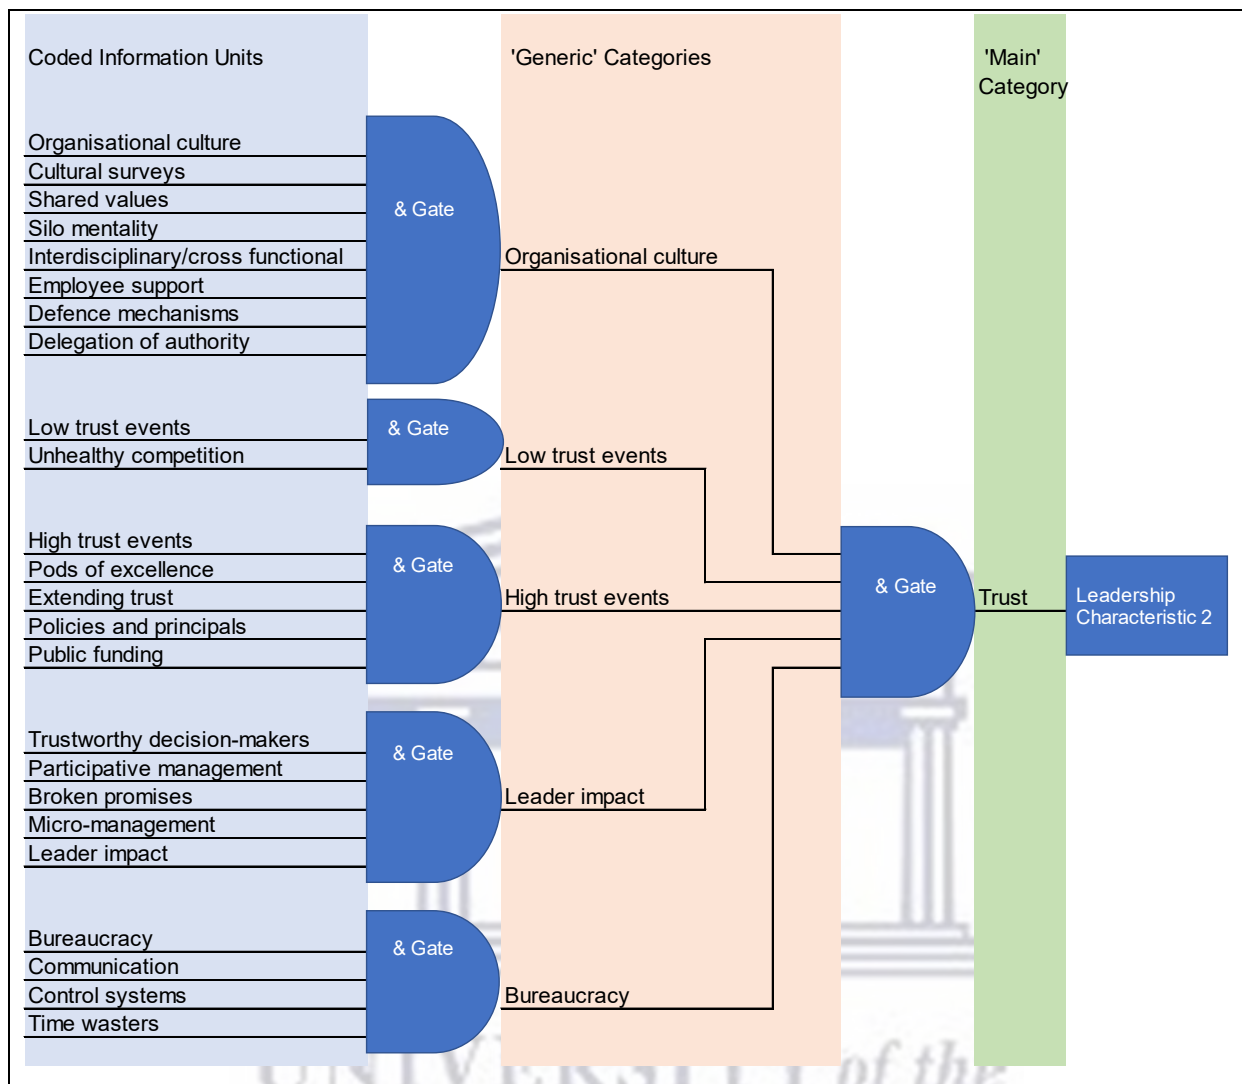 Coded Information Units
'Generic' Categories
'Main'
Category
Organisational culture
Cultural surveys
Shared values
Silo mentality
Interdisciplinary/cross functional
Employee support
Defence mechanisms
Delegation of authority
& Gate
Organisational culture
Low trust events
Unhealthy competition
& Gate
Low trust events
High trust events
Pods of excellence
Extending trust
Policies and principals
Public funding
& Gate
High trust events
Trustworthy decision-makers
Participative management
Broken promises
Micro-management
Leader impact
& Gate
Leader impact
Bureaucracy
Communication
Control systems
Time wasters
& Gate
Bureaucracy
& Gate
Trust
Leadership
Characteristic 2
UNIVERSITY of the